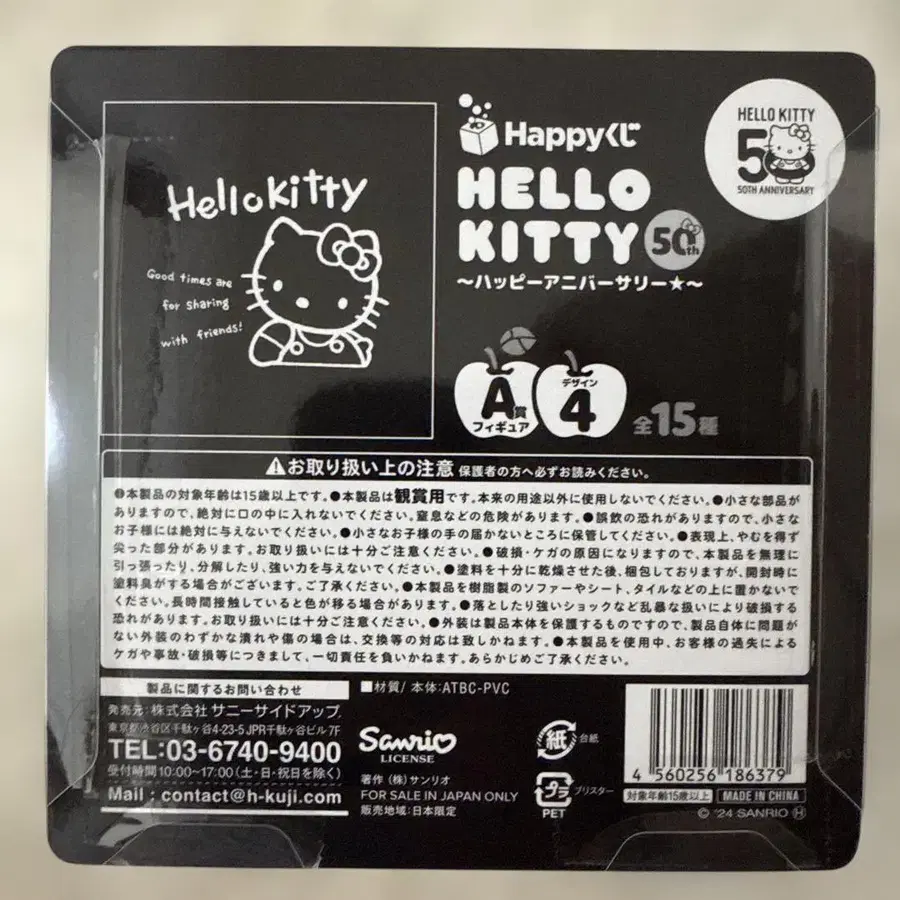 Happyくじ
HELLO KITTY
50
50TH ANNIVERSARY
Hello Kitty
Good times are
for sharing
with friends!
HELLO
KITTY 50th
〜ハッピーアニバーサリー★〜
A賞
フィギュア
デザイン
4
全15種
⚠お取り扱い上の注意 保護者の方へ必ずお読みください。
●本製品の対象年齢は15歳以上です。●本製品は観賞用です。本来の用途以外に使用しないでください。●小さな部品が
ありますので、絶対に口の中に入れないでください。窒息などの危険があります。●誤飲の恐れがありますので、小さな
お子様には絶対に与えないでください。●小さなお子様の手の届かないところに保管してください。●表現上、やむを得ず
尖った部分があります。お取り扱いには十分ご注意ください。●破損・ケガの原因になりますので、本製品を無理に
引っ張ったり、分解したり、強い力を与えないでください。●塗料を十分に乾燥させた後、梱包しておりますが、開封時に
塗料臭がする場合がございます。ご了承ください。●本製品を樹脂製のソファーやシート、タイルなどの上に置かないで
ください。長時間接触していると色が移る場合があります。●落としたり強いショックなど乱暴な扱いにより破損する
恐れがあります。お取り扱いには十分ご注意ください。●外装は製品本体を保護するものですので、製品自体に問題が
ない外装のわずかな潰れや傷の場合は、交換等の対応は致しかねます。●本製品を使用中、お客様の過失による
ケガや事故・破損等につきまして、一切責任を負いかねます。あらかじめご了承ください。
製品に関するお問い合わせ
発売元:株式会社 サニーサイドアップ
東京都渋谷区千駄ヶ谷4-23-5 JPR千駄ヶ谷ビル 7F
TEL:03-6740-9400
受付時間10:00~17:00(土・日・祝日を除く)
Mail : contact@h-kuji.com
■材質/ 本体:ATBC-PVC
Sanrio
LICENSE
著作 (株) サンリオ
FOR SALE IN JAPAN ONLY
販売地域:日本限定
紙 台紙
プラ ブリスター
PET
4 560256 186379
対象年齢15歳以上
MADE IN CHINA
© '24 SANRIO Ⓗ